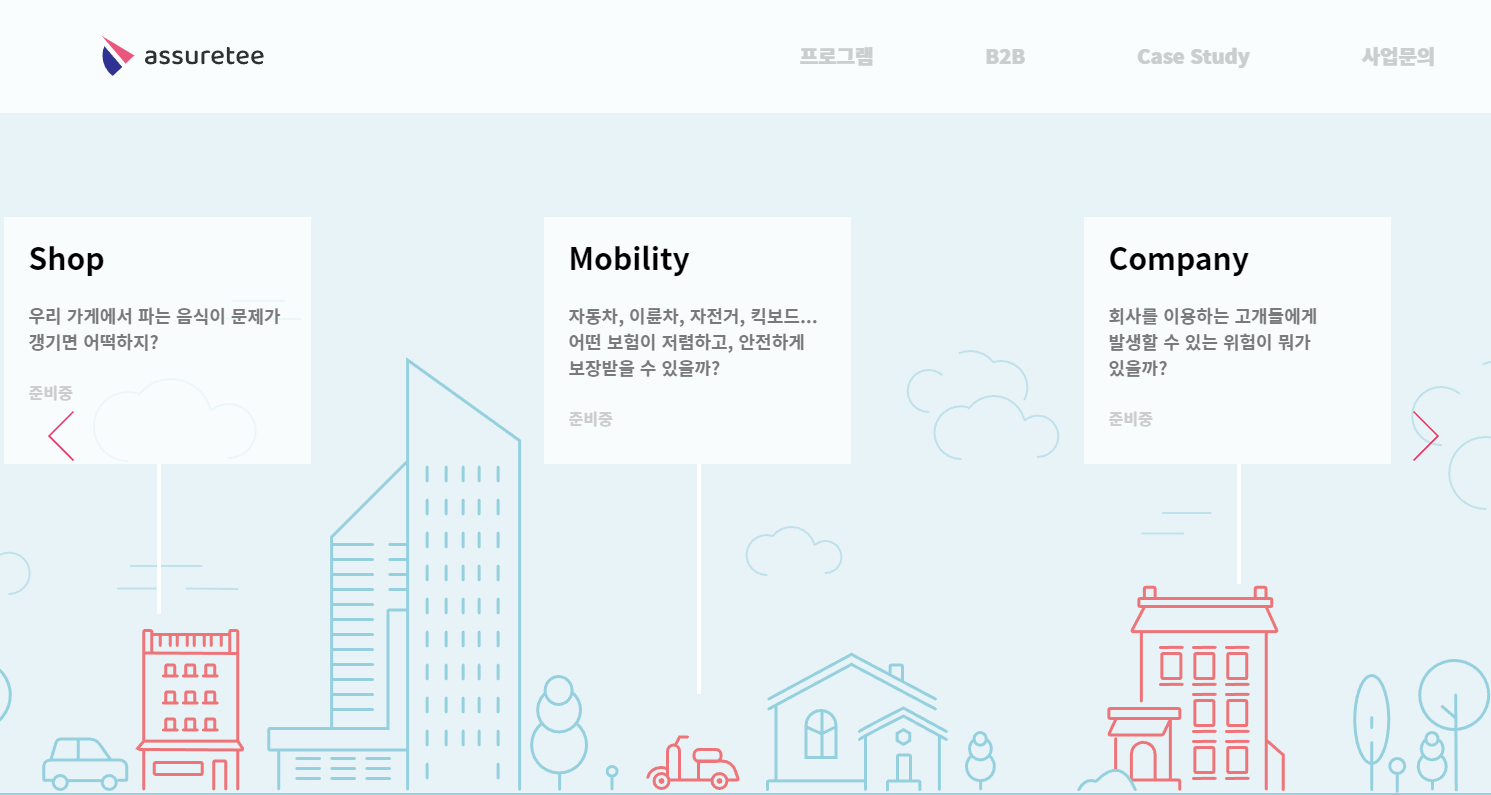 assuretee
프로그램
B2B
Case Study
사업문의
Shop
우리 가게에서 파는 음식이 문제가
갱기면 어떡하지?
준비중
Mobility
자동차, 이륜차, 자전거, 킥보드...
어떤 보험이 저렴하고, 안전하게
보장받을 수 있을까?
준비중
Company
회사를 이용하는 고개들에게
발생할 수 있는 위험이 뭐가
있을까?
준비중